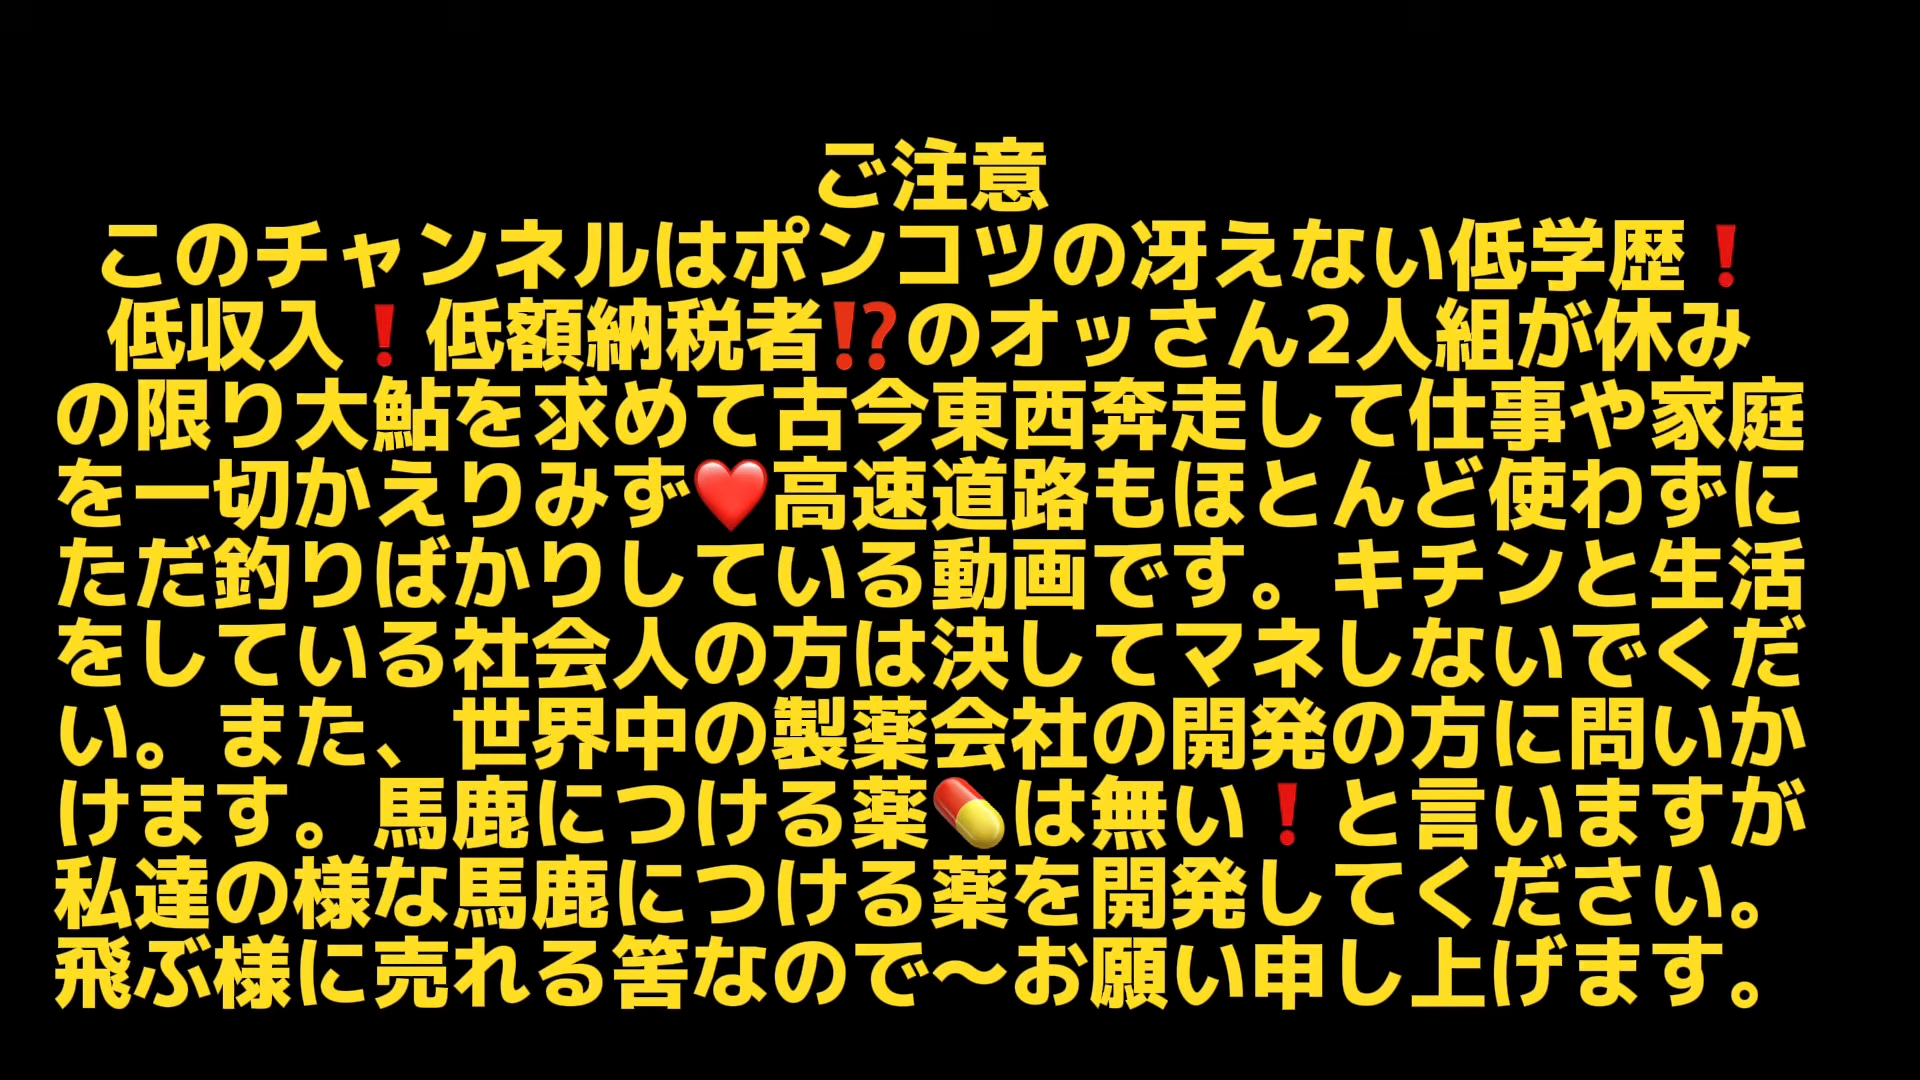 ご注意
このチャンネルはポンコツの冴えない低学歴❗
低収入❗低額納税者⁉️のオッさん2人組が休み
の限り大鮎を求めて古今東西奔走して仕事や家庭
を一切かえりみず❤️高速道路もほとんど使わずに
ただ釣りばかりしている動画です。キチンと生活
をしている社会人の方は決してマネしないでくだ
い。また、世界中の製薬会社の開発の方に問いか
けます。馬鹿につける薬💊は無い❗と言いますが
私達の様な馬鹿につける薬を開発してください。
飛ぶ様に売れる筈なので〜お願い申し上げます。